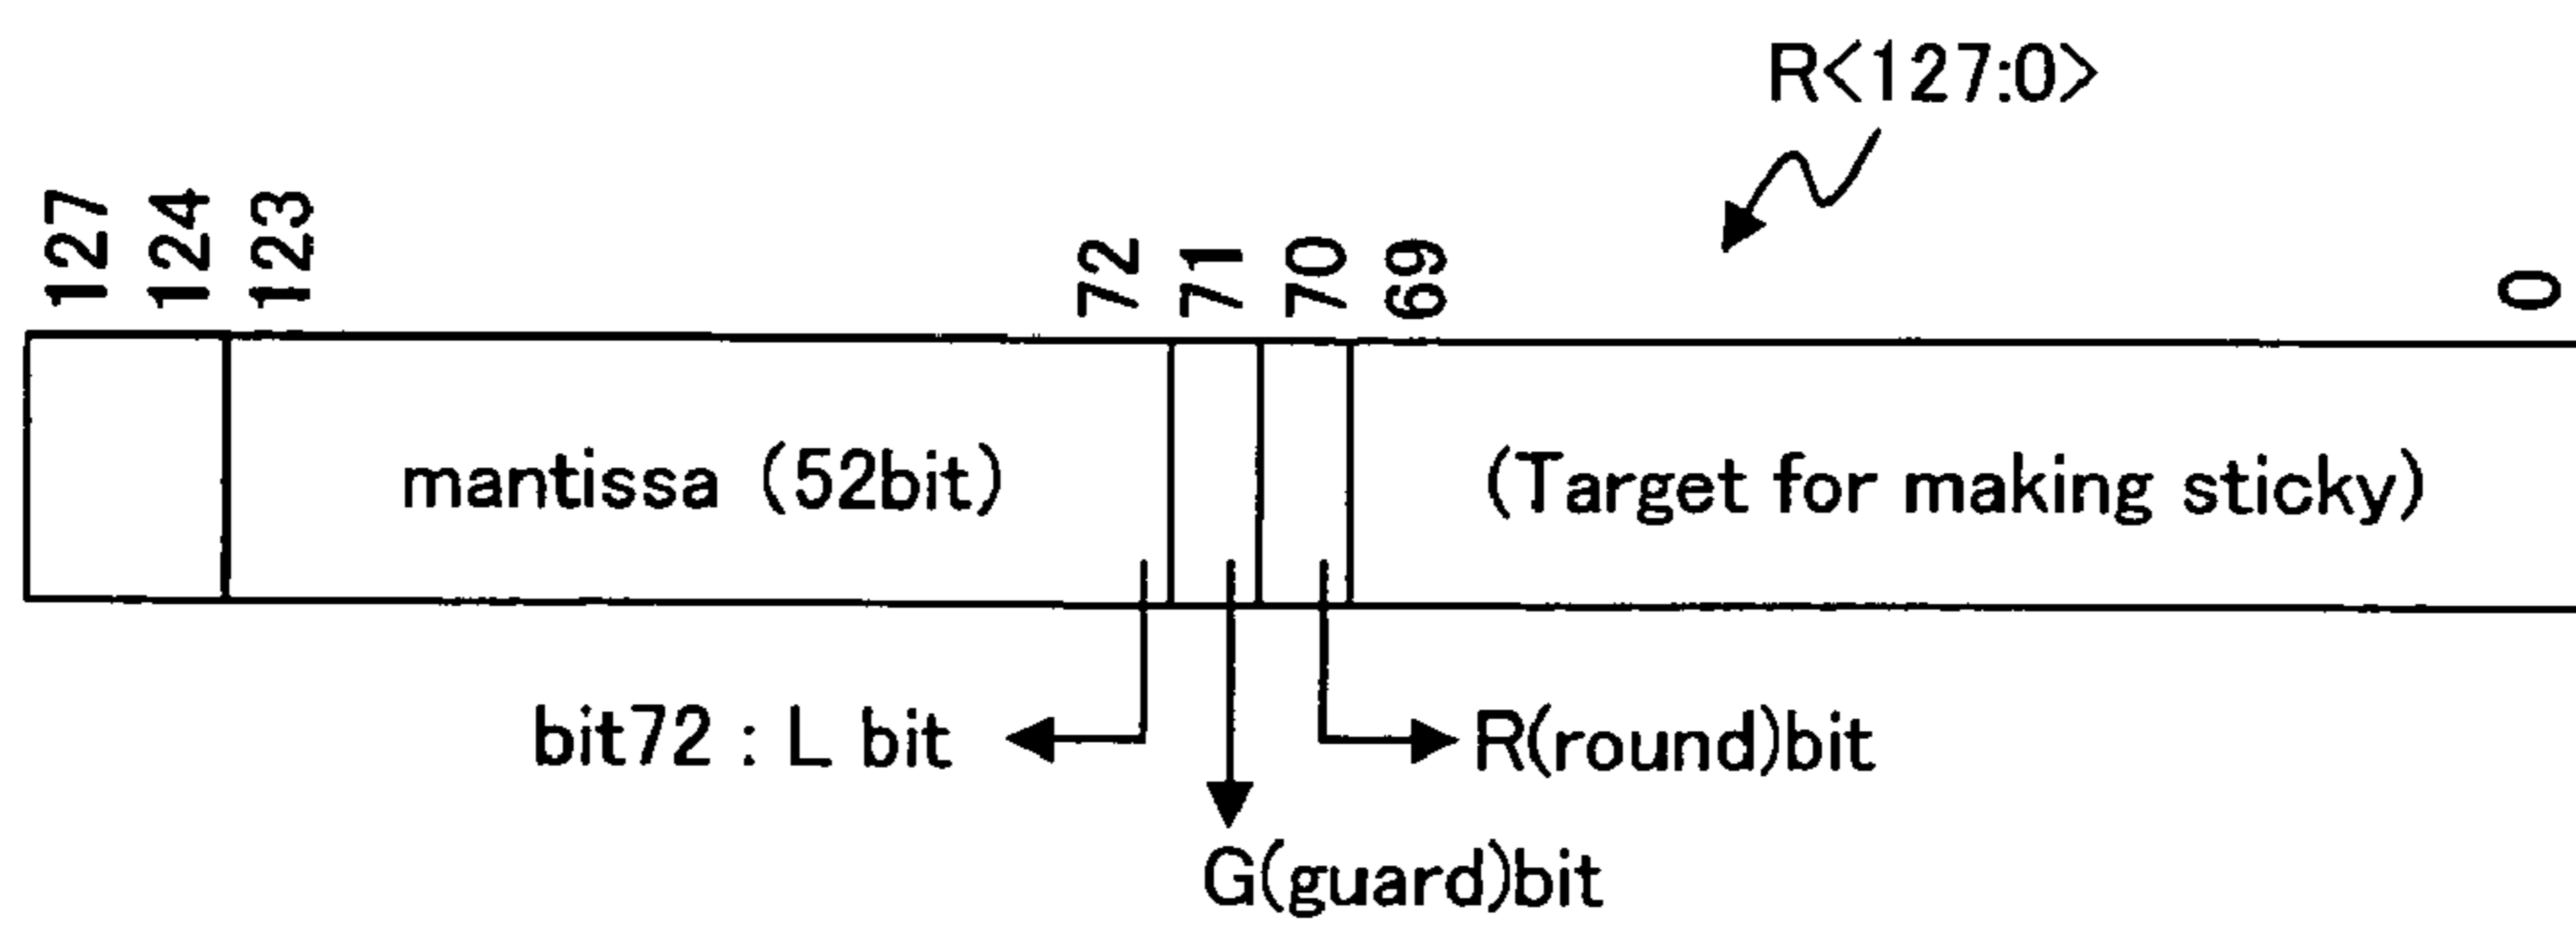 R<127:0>
127 124 123 72 71 70 69 0
mantissa (52bit) (Target for making sticky)
bit72 : L bit R(round)bit
G(guard)bit